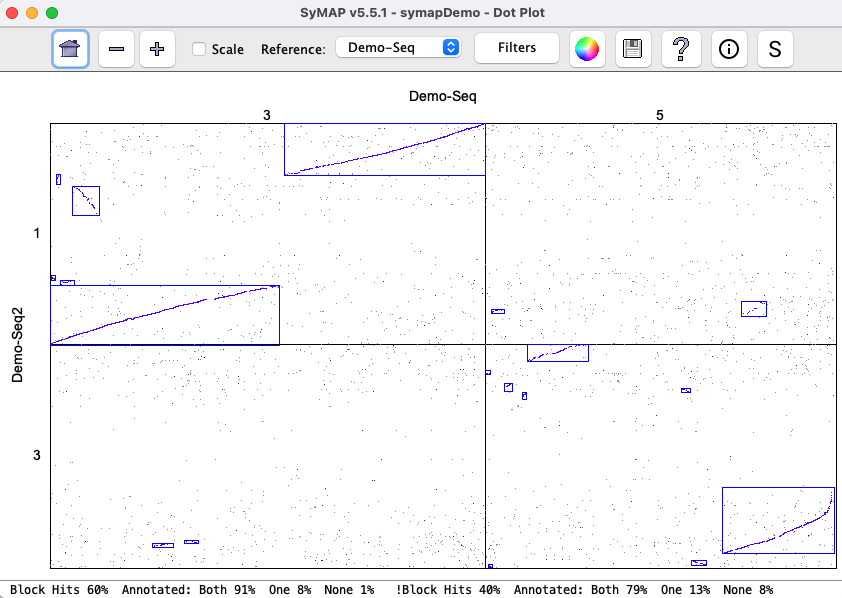 SyMAP v5.5.1 - symapDemo - Dot Plot
Scale Reference: Demo-Seq Filters ? i S
Demo-Seq
3 5
1
Demo-Seq2
3
Block Hits 60% Annotated: Both 91% One 8% None 1% !Block Hits 40% Annotated: Both 79% One 13% None 8%